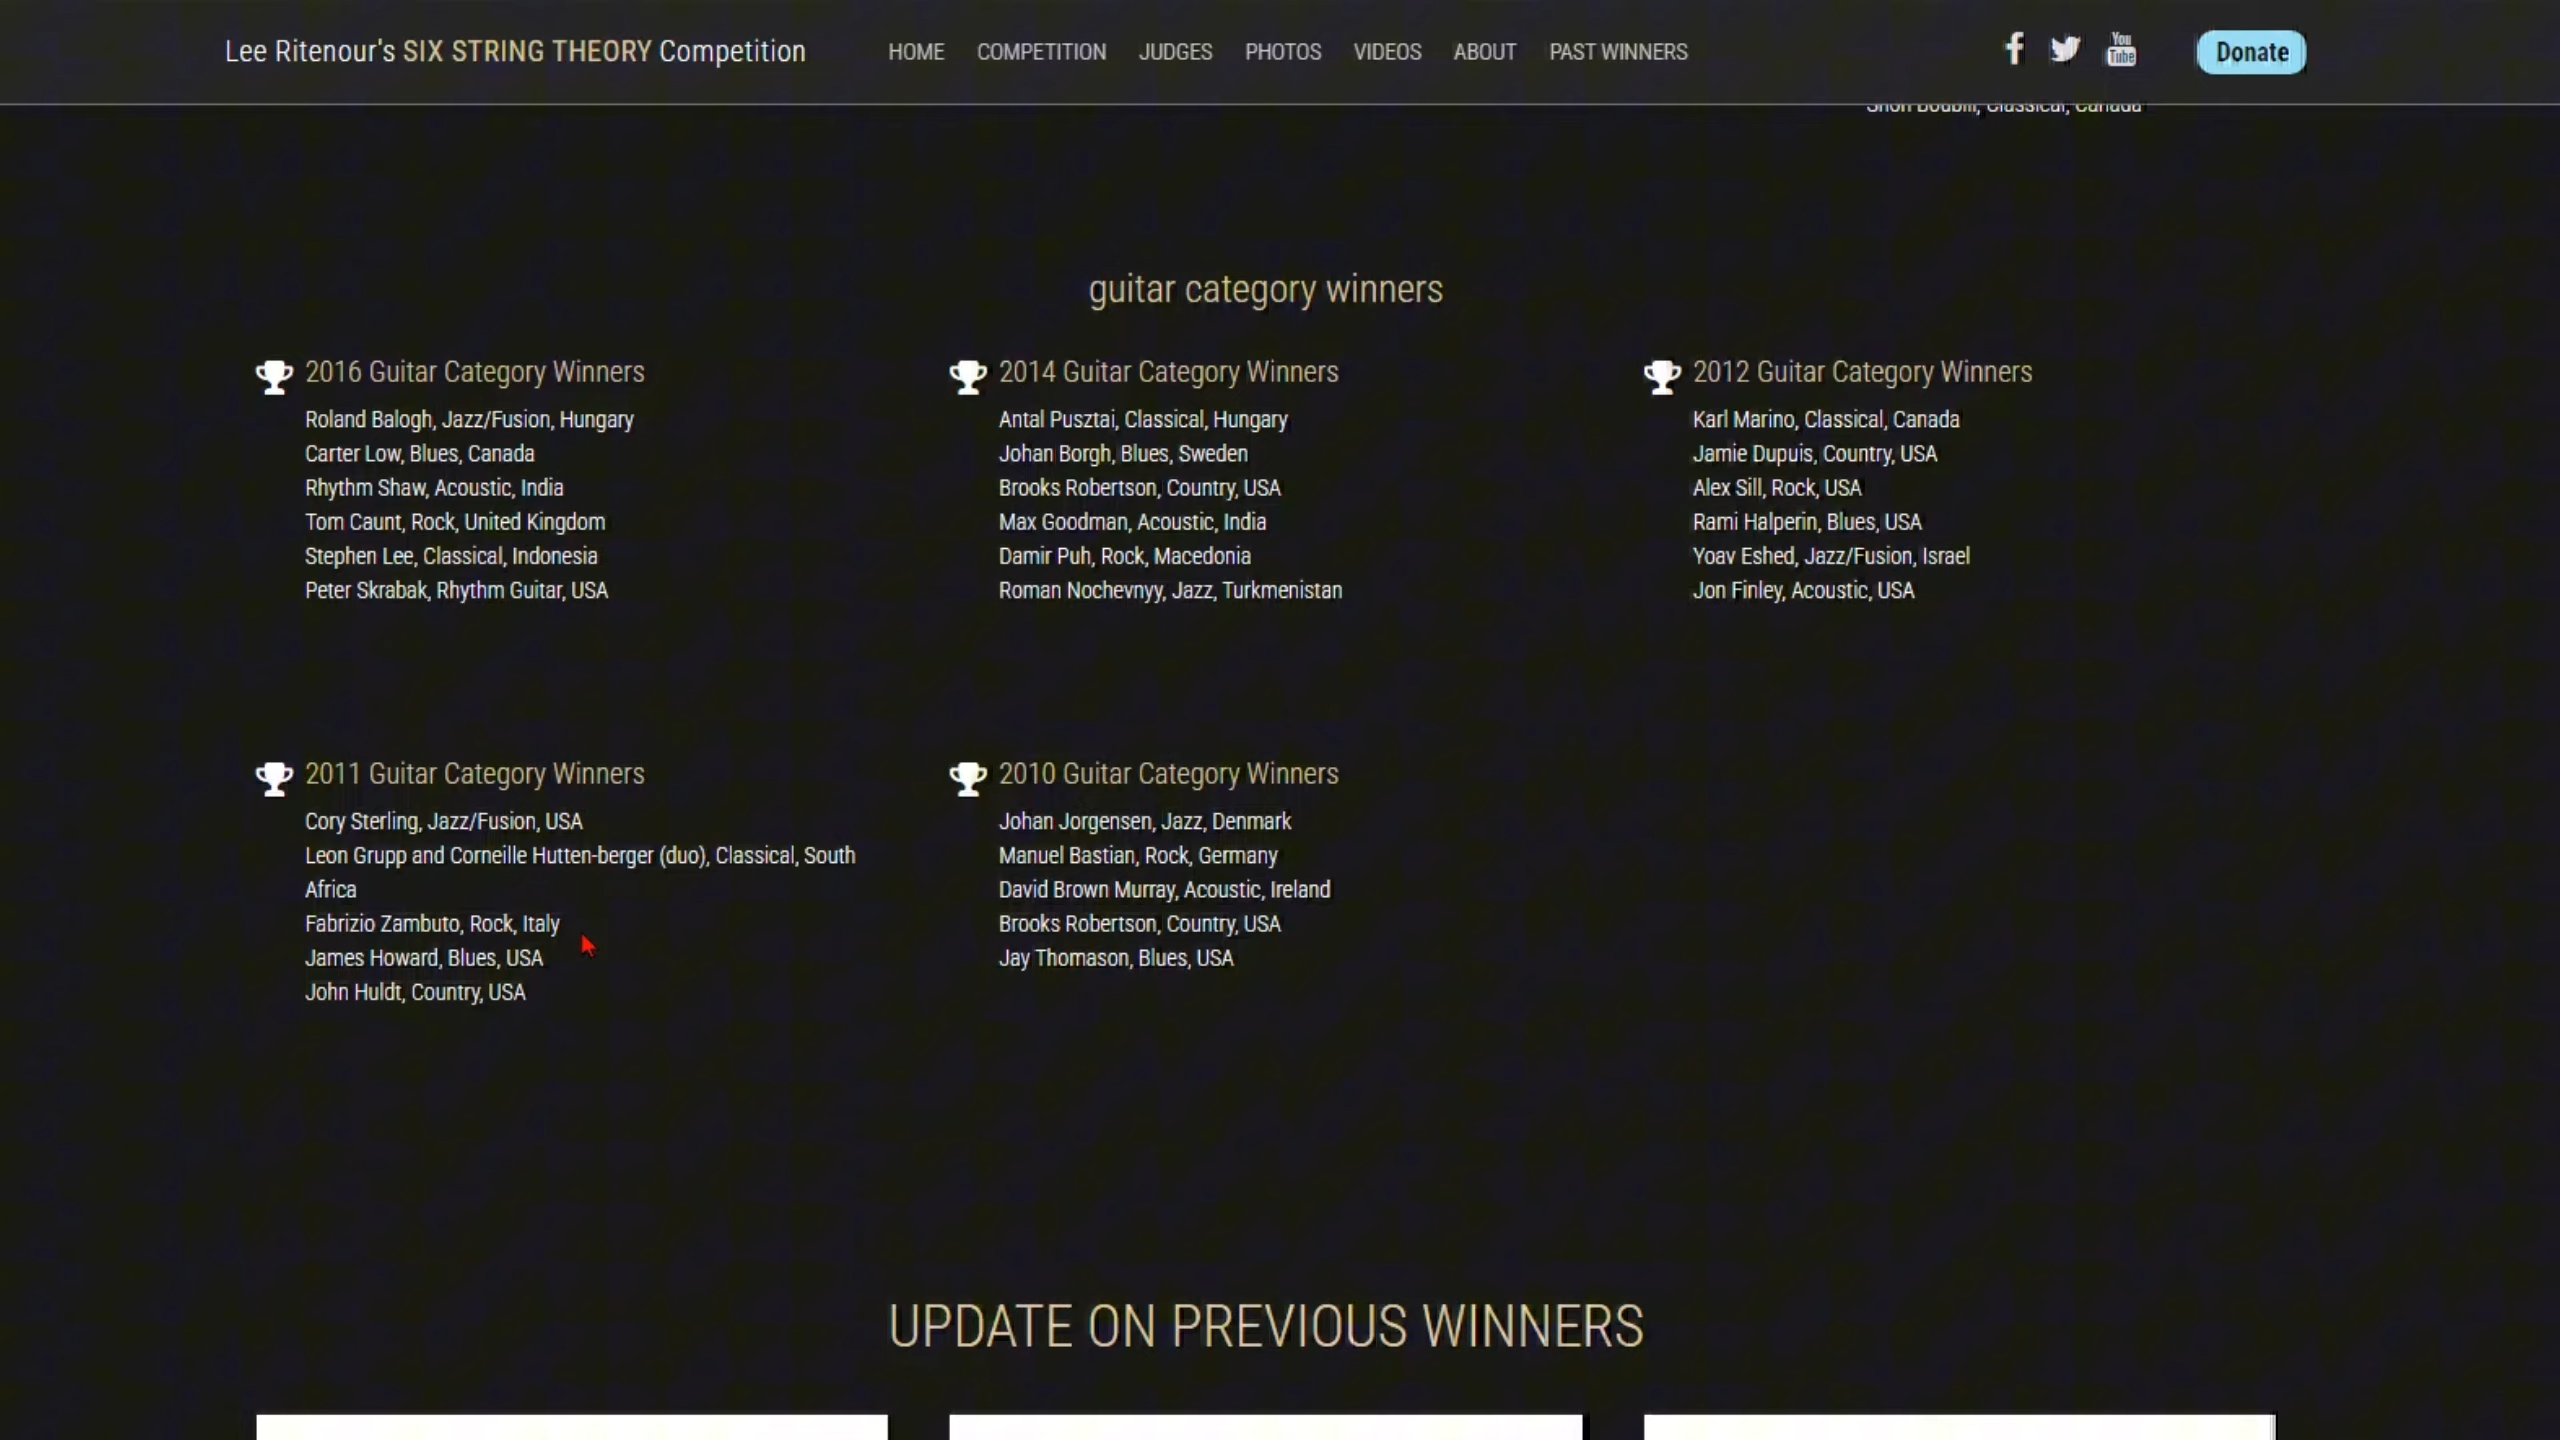 Lee Ritenour's SIX STRING THEORY Competition
HOME COMPETITION JUDGES PHOTOS VIDEOS ABOUT PAST WINNERS
You Tube
Donate
Classical, Canada
guitar category winners
2016 Guitar Category Winners
Roland Balogh, Jazz/Fusion, Hungary
Carter Low, Blues, Canada
Rhythm Shaw, Acoustic, India
Tom Caunt, Rock, United Kingdom
Stephen Lee, Classical, Indonesia
Peter Skrabak, Rhythm Guitar, USA
2014 Guitar Category Winners
Antal Pusztai, Classical, Hungary
Johan Borgh, Blues, Sweden
Brooks Robertson, Country, USA
Max Goodman, Acoustic, India
Damir Puh, Rock, Macedonia
Roman Nochevnyy, Jazz, Turkmenistan
2012 Guitar Category Winners
Karl Marino, Classical, Canada
Jamie Dupuis, Country, USA
Alex Sill, Rock, USA
Rami Halperin, Blues, USA
Yoav Eshed, Jazz/Fusion, Israel
Jon Finley, Acoustic, USA
2011 Guitar Category Winners
Cory Sterling, Jazz/Fusion, USA
Leon Grupp and Corneille Hutten-berger (duo), Classical, South
Africa
Fabrizio Zambuto, Rock, Italy
James Howard, Blues, USA
John Huldt, Country, USA
2010 Guitar Category Winners
Johan Jorgensen, Jazz, Denmark
Manuel Bastian, Rock, Germany
David Brown Murray, Acoustic, Ireland
Brooks Robertson, Country, USA
Jay Thomason, Blues, USA
UPDATE ON PREVIOUS WINNERS